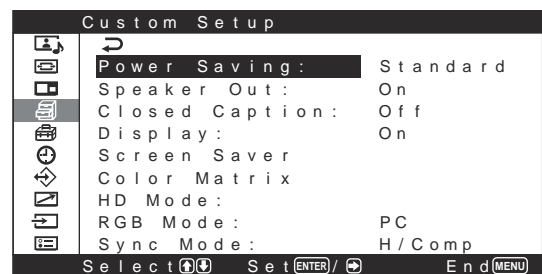 Custom Setup
Power Saving: Standard
Speaker Out: On
Closed Caption: Off
Display: On
Screen Saver
Color Matrix
HD Mode:
RGB Mode: PC
Sync Mode: H/Comp
Select Set ENTER / End MENU